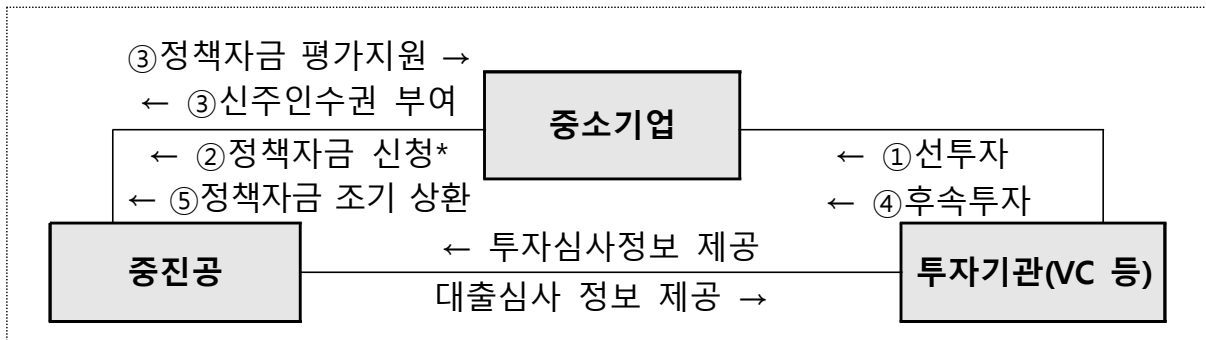 ③정책자금 평가지원 →
← ③신주인수권 부여
중소기업
← ②정책자금 신청*
← ①선투자
← ⑤정책자금 조기 상환
← ④후속투자
중진공
← 투자심사정보 제공
투자기관(VC 등)
대출심사 정보 제공 →